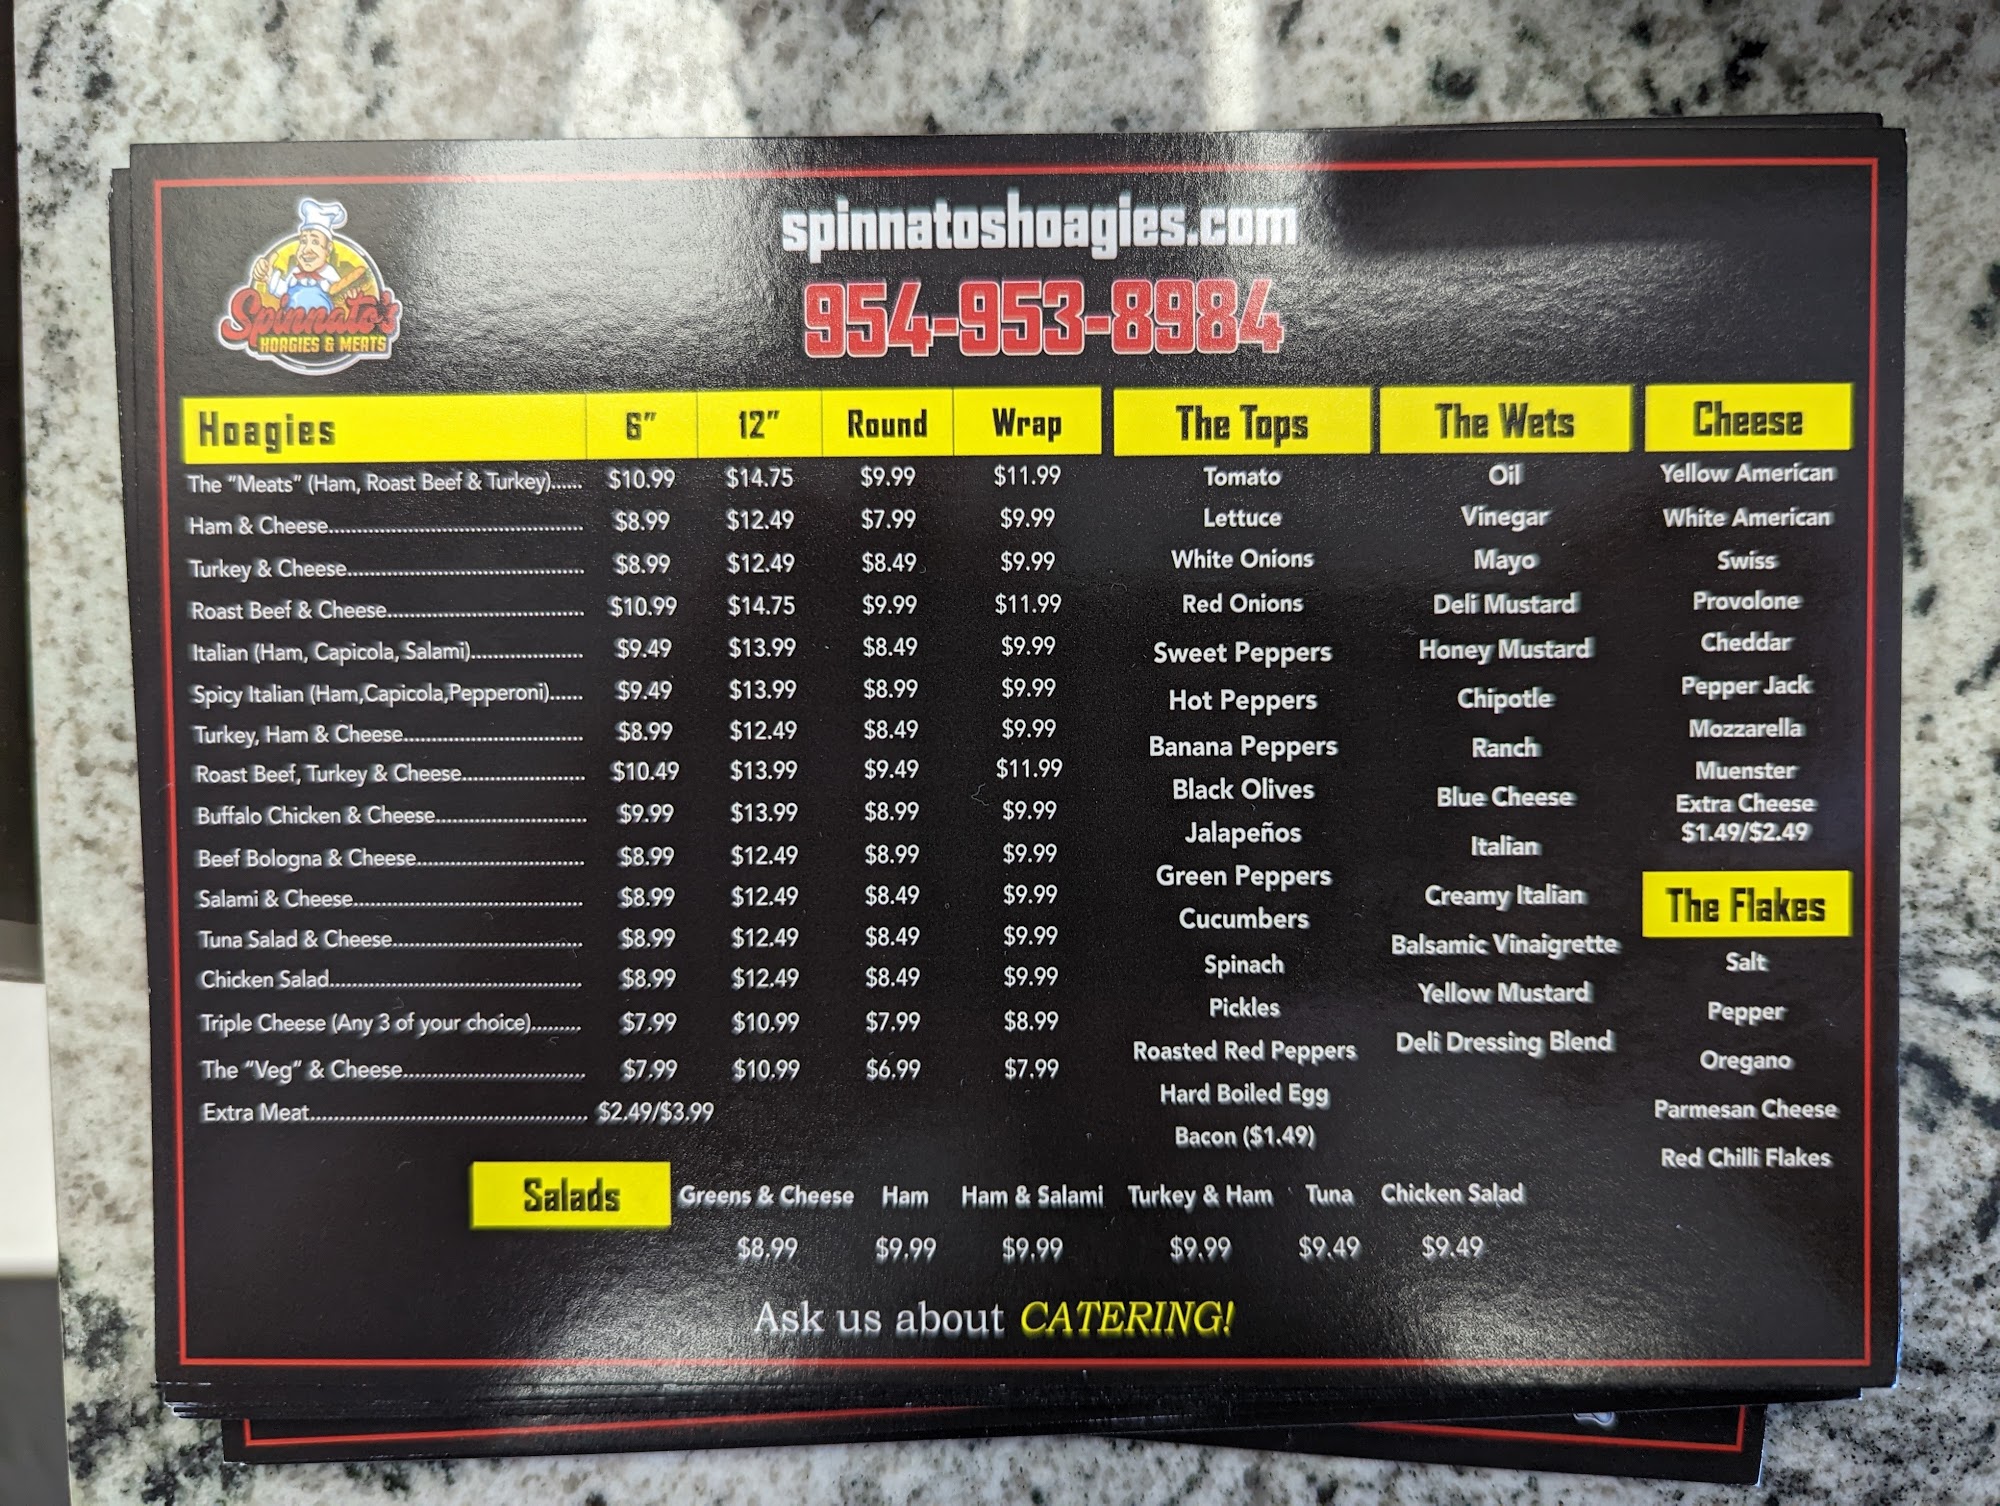 spinnatoshoagies.com
954-953-8984
Spinnato's
HOAGIES & MEATS
Hoagies 6” 12” Round Wrap
The “Meats” (Ham, Roast Beef & Turkey)...... $10.99 $14.75 $9.99 $11.99
Ham & Cheese.......................................... $8.99 $12.49 $7.99 $9.99
Turkey & Cheese....................................... $8.99 $12.49 $8.49 $9.99
Roast Beef & Cheese................................ $10.99 $14.75 $9.99 $11.99
Italian (Ham, Capicola, Salami).................. $9.49 $13.99 $8.49 $9.99
Spicy Italian (Ham,Capicola,Pepperoni)...... $9.49 $13.99 $8.99 $9.99
Turkey, Ham & Cheese............................. $8.99 $12.49 $8.49 $9.99
Roast Beef, Turkey & Cheese.................... $10.49 $13.99 $9.49 $11.99
Buffalo Chicken & Cheese......................... $9.99 $13.99 $8.99 $9.99
Beef Bologna & Cheese........................... $8.99 $12.49 $8.99 $9.99
Salami & Cheese...................................... $8.99 $12.49 $8.49 $9.99
Tuna Salad & Cheese............................... $8.99 $12.49 $8.49 $9.99
Chicken Salad.......................................... $8.99 $12.49 $8.49 $9.99
Triple Cheese (Any 3 of your choice)......... $7.99 $10.99 $7.99 $8.99
The “Veg” & Cheese.............................. $7.99 $10.99 $6.99 $7.99
Extra Meat.............................................. $2.49/$3.99
The Tops
Tomato
Lettuce
White Onions
Red Onions
Sweet Peppers
Hot Peppers
Banana Peppers
Black Olives
Jalapeños
Green Peppers
Cucumbers
Spinach
Pickles
Roasted Red Peppers
Hard Boiled Egg
Bacon ($1.49)
The Wets
Oil
Vinegar
Mayo
Deli Mustard
Honey Mustard
Chipotle
Ranch
Blue Cheese
Italian
Creamy Italian
Balsamic Vinaigrette
Yellow Mustard
Deli Dressing Blend
Cheese
Yellow American
White American
Swiss
Provolone
Cheddar
Pepper Jack
Mozzarella
Muenster
Extra Cheese
$1.49/$2.49
The Flakes
Salt
Pepper
Oregano
Parmesan Cheese
Red Chilli Flakes
Salads Greens & Cheese Ham Ham & Salami Turkey & Ham Tuna Chicken Salad
$8.99 $9.99 $9.99 $9.99 $9.49 $9.49
Ask us about CATERING!